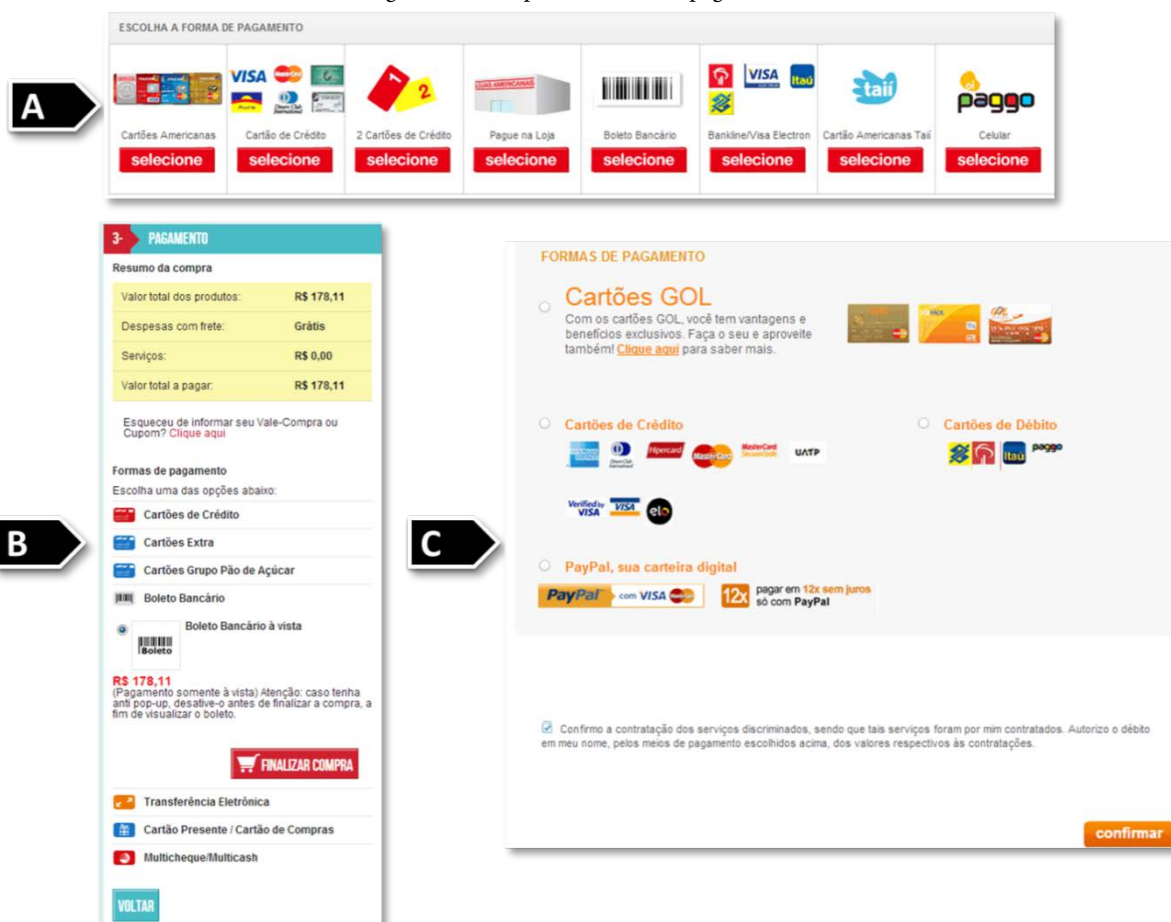 ESCOLHA A FORMA DE PAGAMENTO
A
VISA
2
LOJAS AMERICANAS
VISA
Itaú
taií
paggo
Cartões Americanas
Cartão de Crédito
2 Cartões de Crédito
Pague na Loja
Boleto Bancário
Bankline/Visa Electron
Cartão Americanas Taií
Celular
selecione
selecione
selecione
selecione
selecione
selecione
selecione
selecione
B
3- PAGAMENTO
Resumo da compra
Valor total dos produtos: R$ 178,11
Despesas com frete: Grátis
Serviços: R$ 0,00
Valor total a pagar: R$ 178,11
Esqueceu de informar seu Vale-Compra ou
Cupom? Clique aqui
Formas de pagamento
Escolha uma das opções abaixo:
Cartões de Crédito
Cartões Extra
Cartões Grupo Pão de Açúcar
Boleto Bancário
Boleto Bancário à vista
Boleto
R$ 178,11
(Pagamento somente à vista) Atenção: caso tenha
anti pop-up, desative-o antes de finalizar a compra, a
fim de visualizar o boleto.
FINALIZAR COMPRA
Transferência Eletrônica
Cartão Presente / Cartão de Compras
Multicheque/Multicash
VOLTAR
C
FORMAS DE PAGAMENTO
Cartões GOL
Com os cartões GOL, você tem vantagens e
benefícios exclusivos. Faça o seu e aproveite
também! Clique aqui para saber mais.
Cartões de Crédito
Hipercard
MasterCard
MasterCard
SecureCode
UATP
Verified by
VISA
VISA
elo
Cartões de Débito
Itaú
paggo
PayPal, sua carteira digital
PayPal com VISA
12x
pagar em 12x sem juros
só com PayPal
Confirmo a contratação dos serviços discriminados, sendo que tais serviços foram por mim contratados. Autorizo o débito
em meu nome, pelos meios de pagamento escolhidos acima, dos valores respectivos às contratações.
confirmar